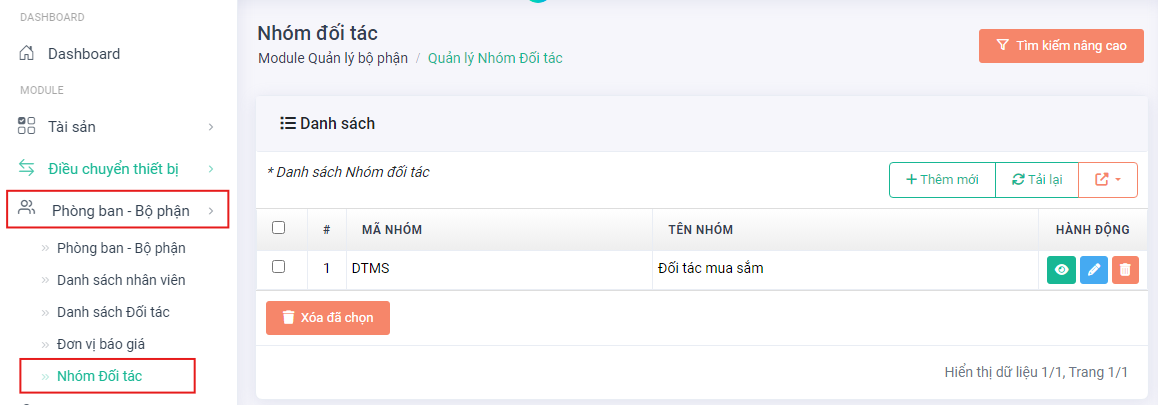 DASHBOARD
Dashboard
MODULE
Tài sản
Điều chuyển thiết bị
Phòng ban - Bộ phận
Phòng ban - Bộ phận
Danh sách nhân viên
Danh sách Đối tác
Đơn vị báo giá
Nhóm Đối tác
Nhóm đối tác
Module Quản lý bộ phận / Quản lý Nhóm Đối tác
Tìm kiếm nâng cao
Danh sách
* Danh sách Nhóm đối tác
Thêm mới Tải lại
# MÃ NHÓM TÊN NHÓM HÀNH ĐỘNG
1 DTMS Đối tác mua sắm
Xóa đã chọn
Hiển thị dữ liệu 1/1, Trang 1/1